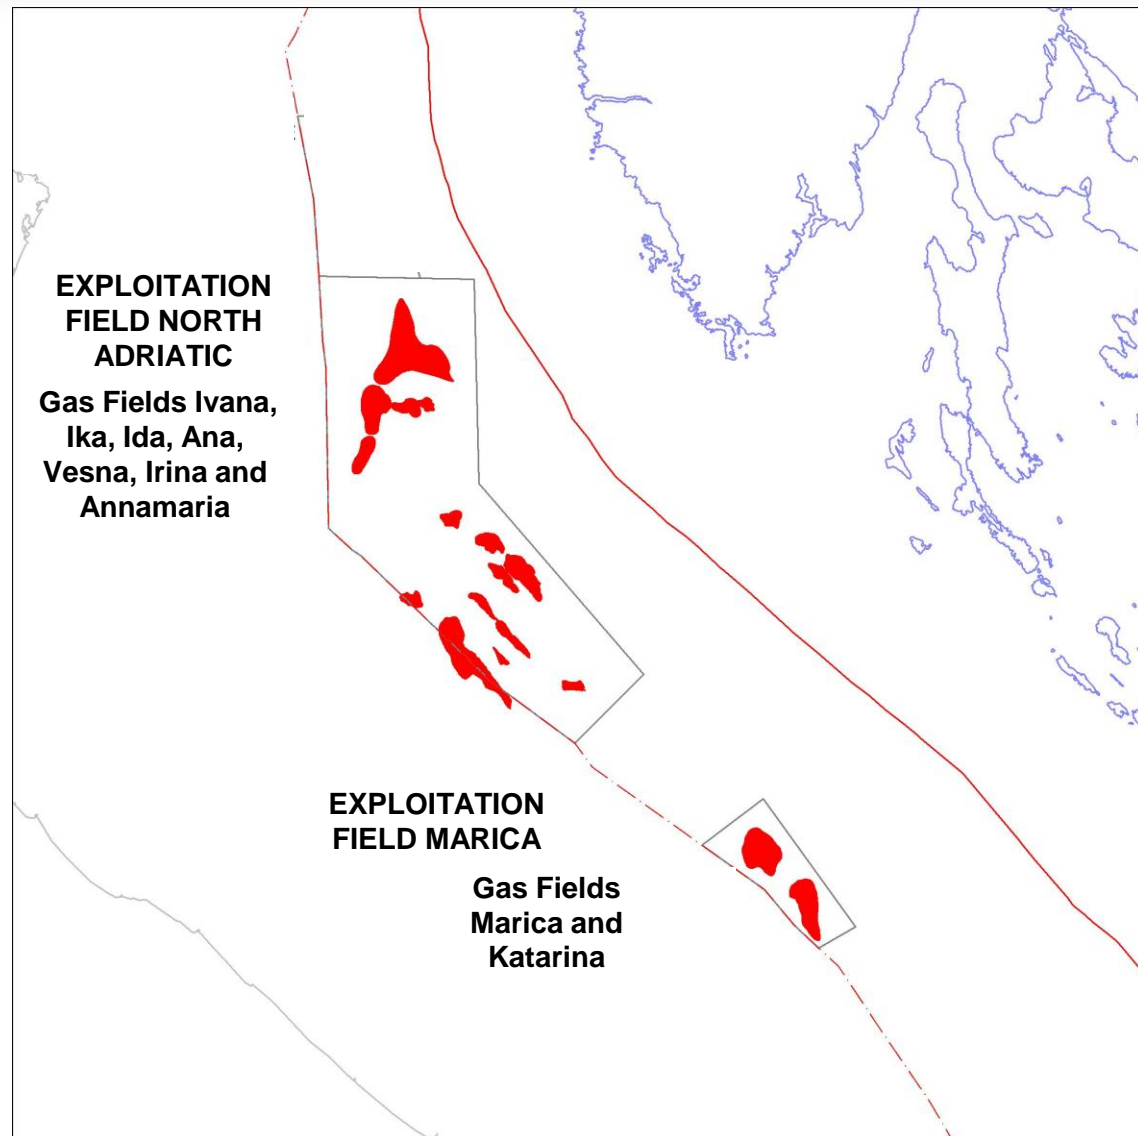 EXPLOITATION
FIELD NORTH
ADRIATIC
Gas Fields Ivana,
Ika, Ida, Ana,
Vesna, Irina and
Annamaria
EXPLOITATION
FIELD MARICA
Gas Fields
Marica and
Katarina